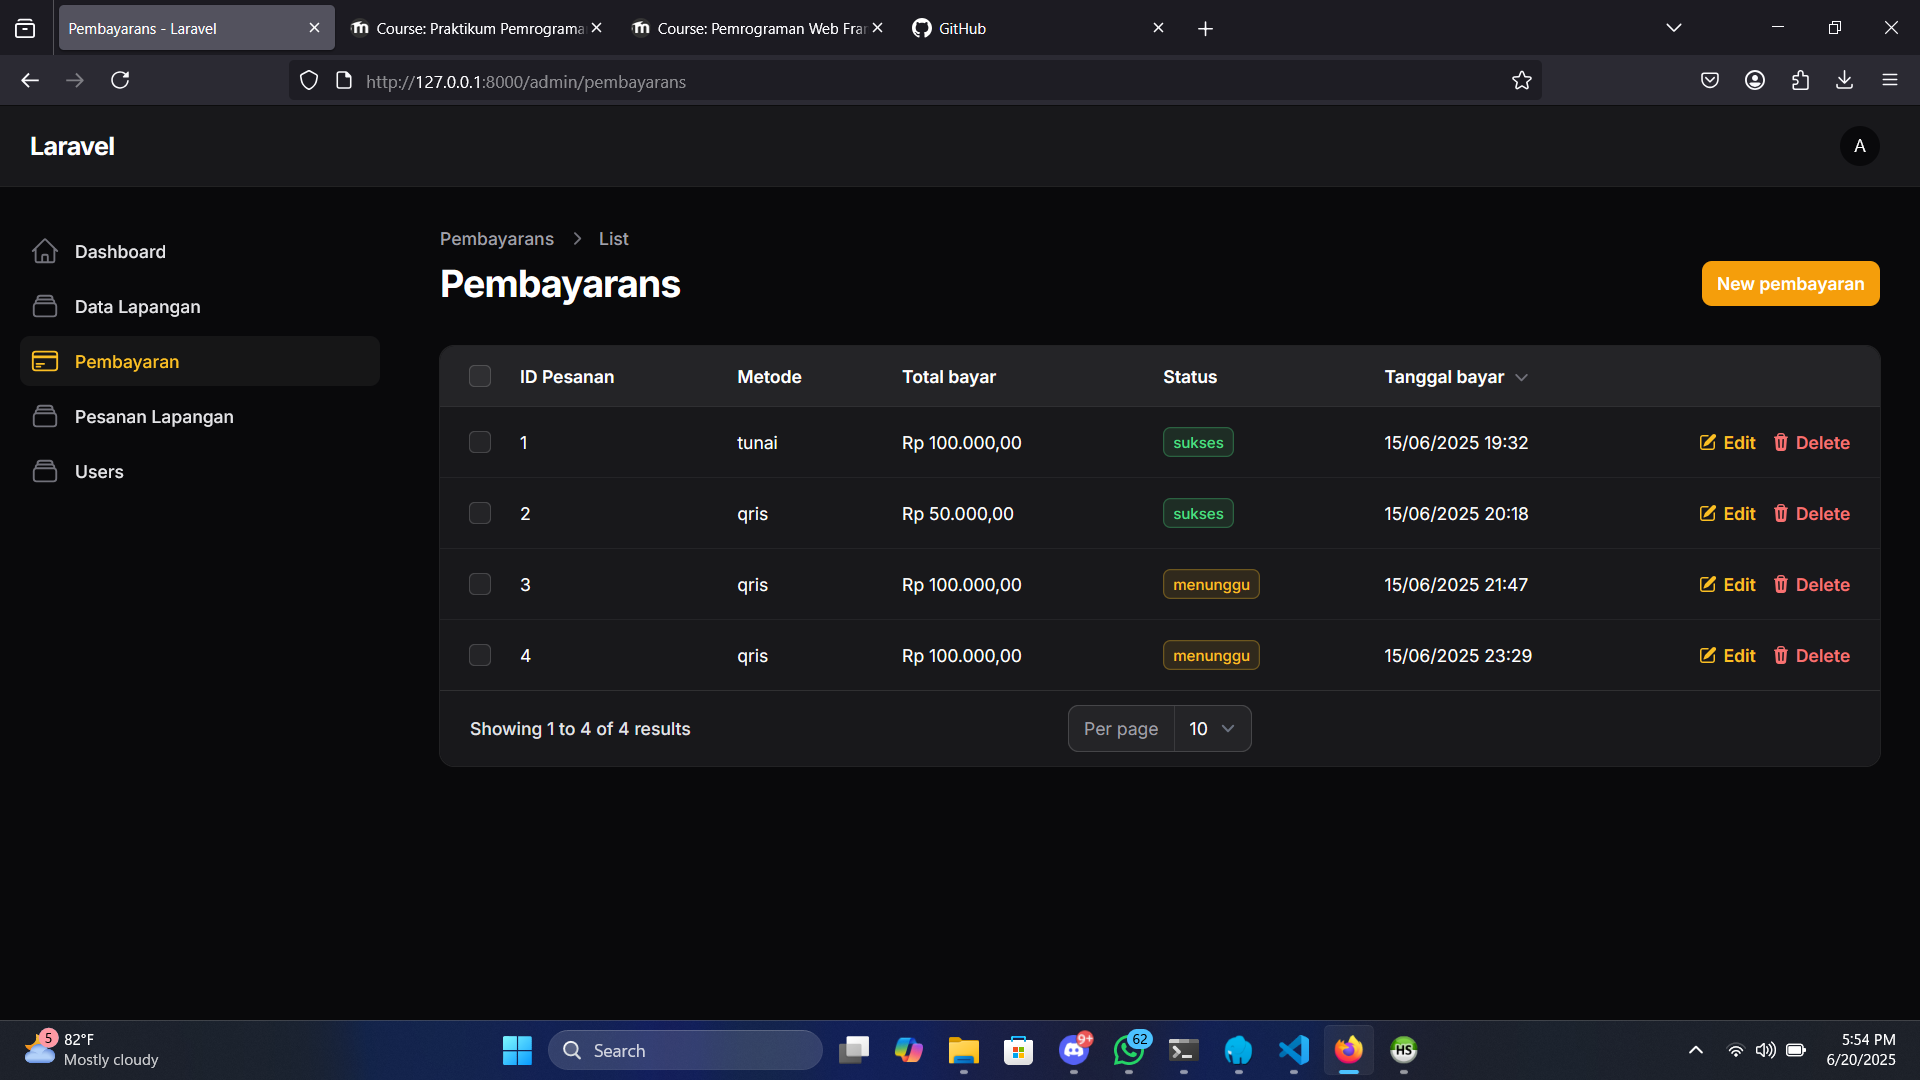 Pembayarans - Laravel
Course: Praktikum Pemrograma
Course: Pemrograman Web Fra
GitHub
http://127.0.0.1:8000/admin/pembayarans
Laravel
A
Dashboard
Data Lapangan
Pembayaran
Pesanan Lapangan
Users
Pembayarans > List
Pembayarans
New pembayaran
ID Pesanan Metode Total bayar Status Tanggal bayar
1 tunai Rp 100.000,00 sukses 15/06/2025 19:32 Edit Delete
2 qris Rp 50.000,00 sukses 15/06/2025 20:18 Edit Delete
3 qris Rp 100.000,00 menunggu 15/06/2025 21:47 Edit Delete
4 qris Rp 100.000,00 menunggu 15/06/2025 23:29 Edit Delete
Showing 1 to 4 of 4 results
Per page 10
5
82°F
Mostly cloudy
Search
9+
62
HS
5:54 PM
6/20/2025